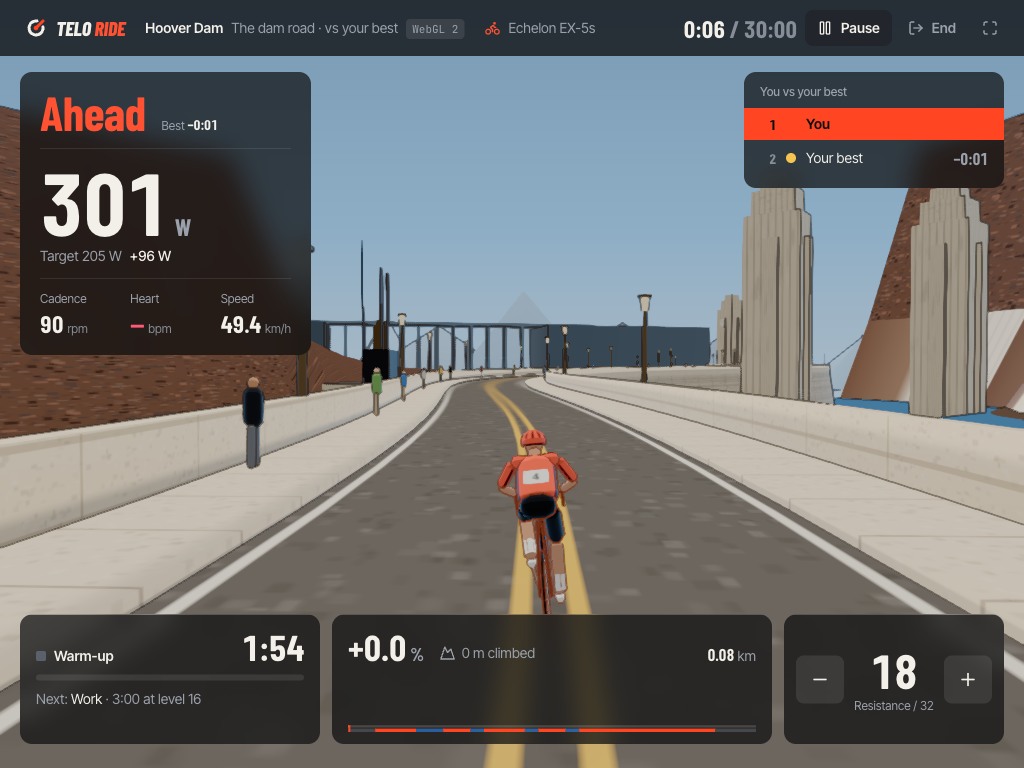 TELO RIDE Hoover Dam The dam road · vs your best WebGL 2 Echelon EX-5s 0:06 / 30:00 Pause End
Ahead Best −0:01
301 W
Target 205 W +96 W
Cadence Heart Speed
90 rpm – bpm 49.4 km/h
You vs your best
1 You
2 Your best −0:01
4
Warm-up 1:54
Next: Work · 3:00 at level 16
+0.0 % 0 m climbed 0.08 km
− 18 +
Resistance / 32